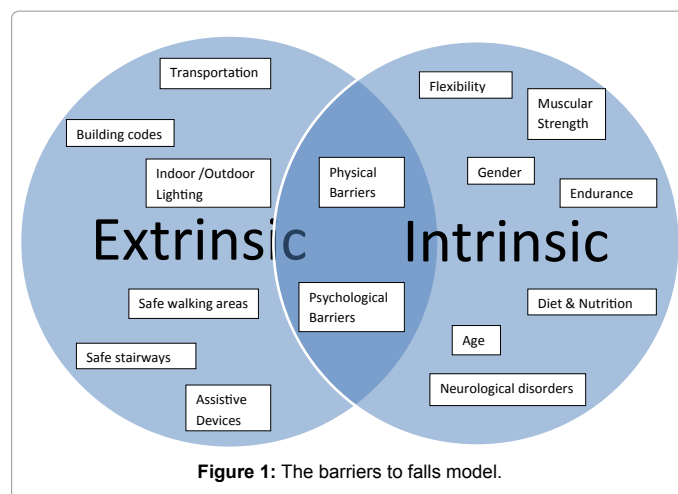 Transportation
Building codes
Indoor /Outdoor
Lighting
Extrinsic
Safe walking areas
Safe stairways
Assistive
Devices
Physical
Barriers
Psychological
Barriers
Flexibility
Muscular
Strength
Gender
Endurance
Intrinsic
Diet & Nutrition
Age
Neurological disorders
Figure 1: The barriers to falls model.